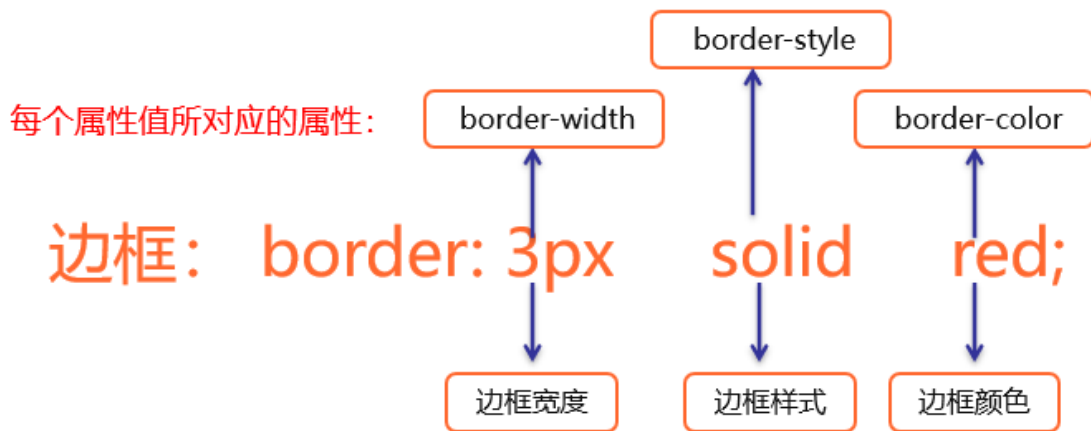 border-style
每个属性值所对应的属性： border-width border-color
边框： border: 3px solid red;
边框宽度 边框样式 边框颜色